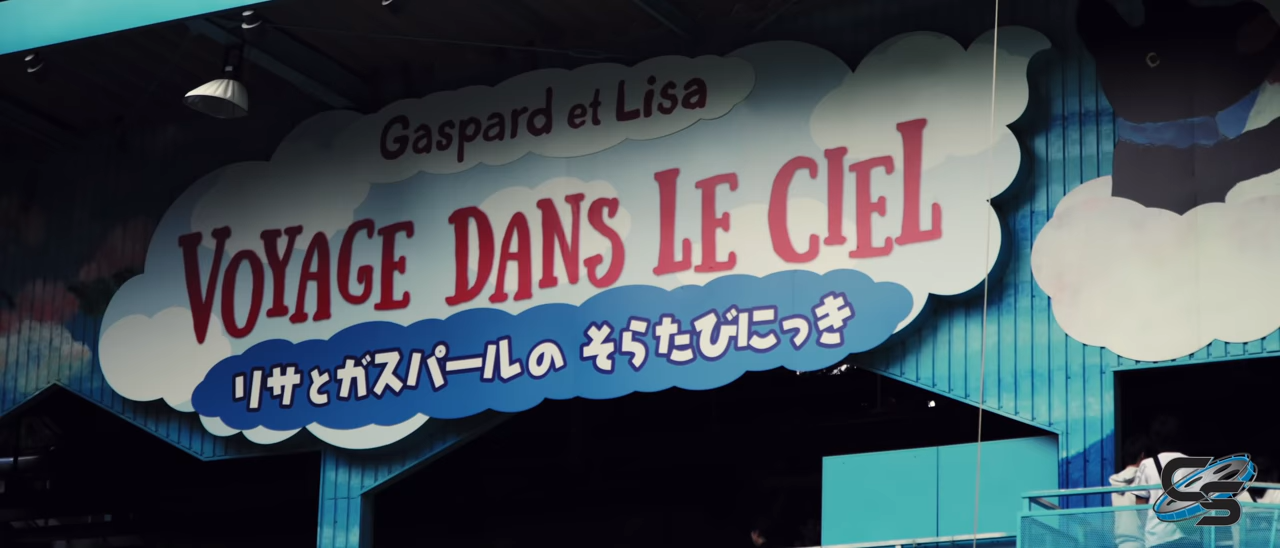 Gaspard et Lisa
VOYAGE DANS LE CIEL
リサとガスパールの そらたびにっき
CFS